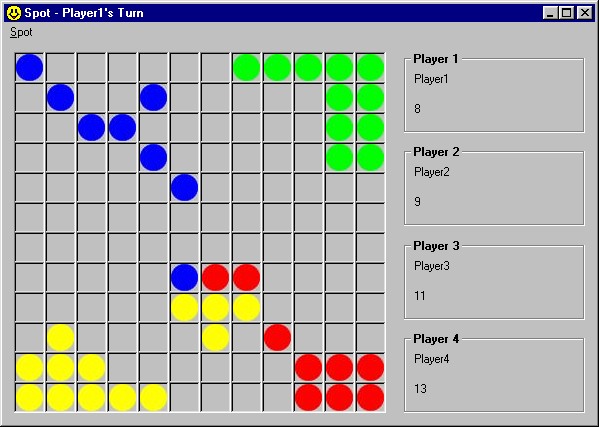 Spot - Player1's Turn
Spot
Player 1
Player1
8
Player 2
Player2
9
Player 3
Player3
11
Player 4
Player4
13